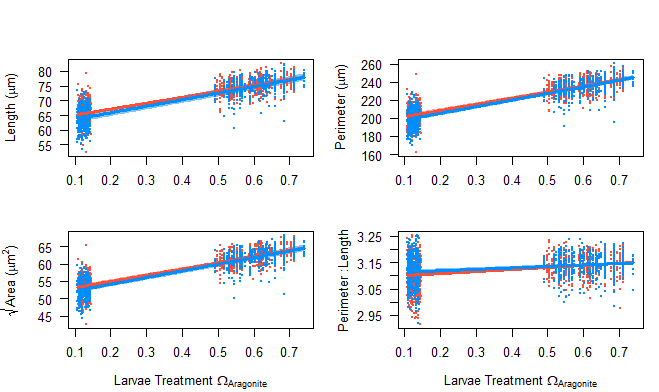 Length (μm)
80
75
70
65
60
55
0.1 0.2 0.3 0.4 0.5 0.6 0.7
Perimeter (μm)
260
240
220
200
180
160
0.1 0.2 0.3 0.4 0.5 0.6 0.7
√Area (μm²)
65
60
55
50
45
0.1 0.2 0.3 0.4 0.5 0.6 0.7
Larvae Treatment ΩAragonite
Perimeter : Length
3.25
3.15
3.05
2.95
0.1 0.2 0.3 0.4 0.5 0.6 0.7
Larvae Treatment ΩAragonite